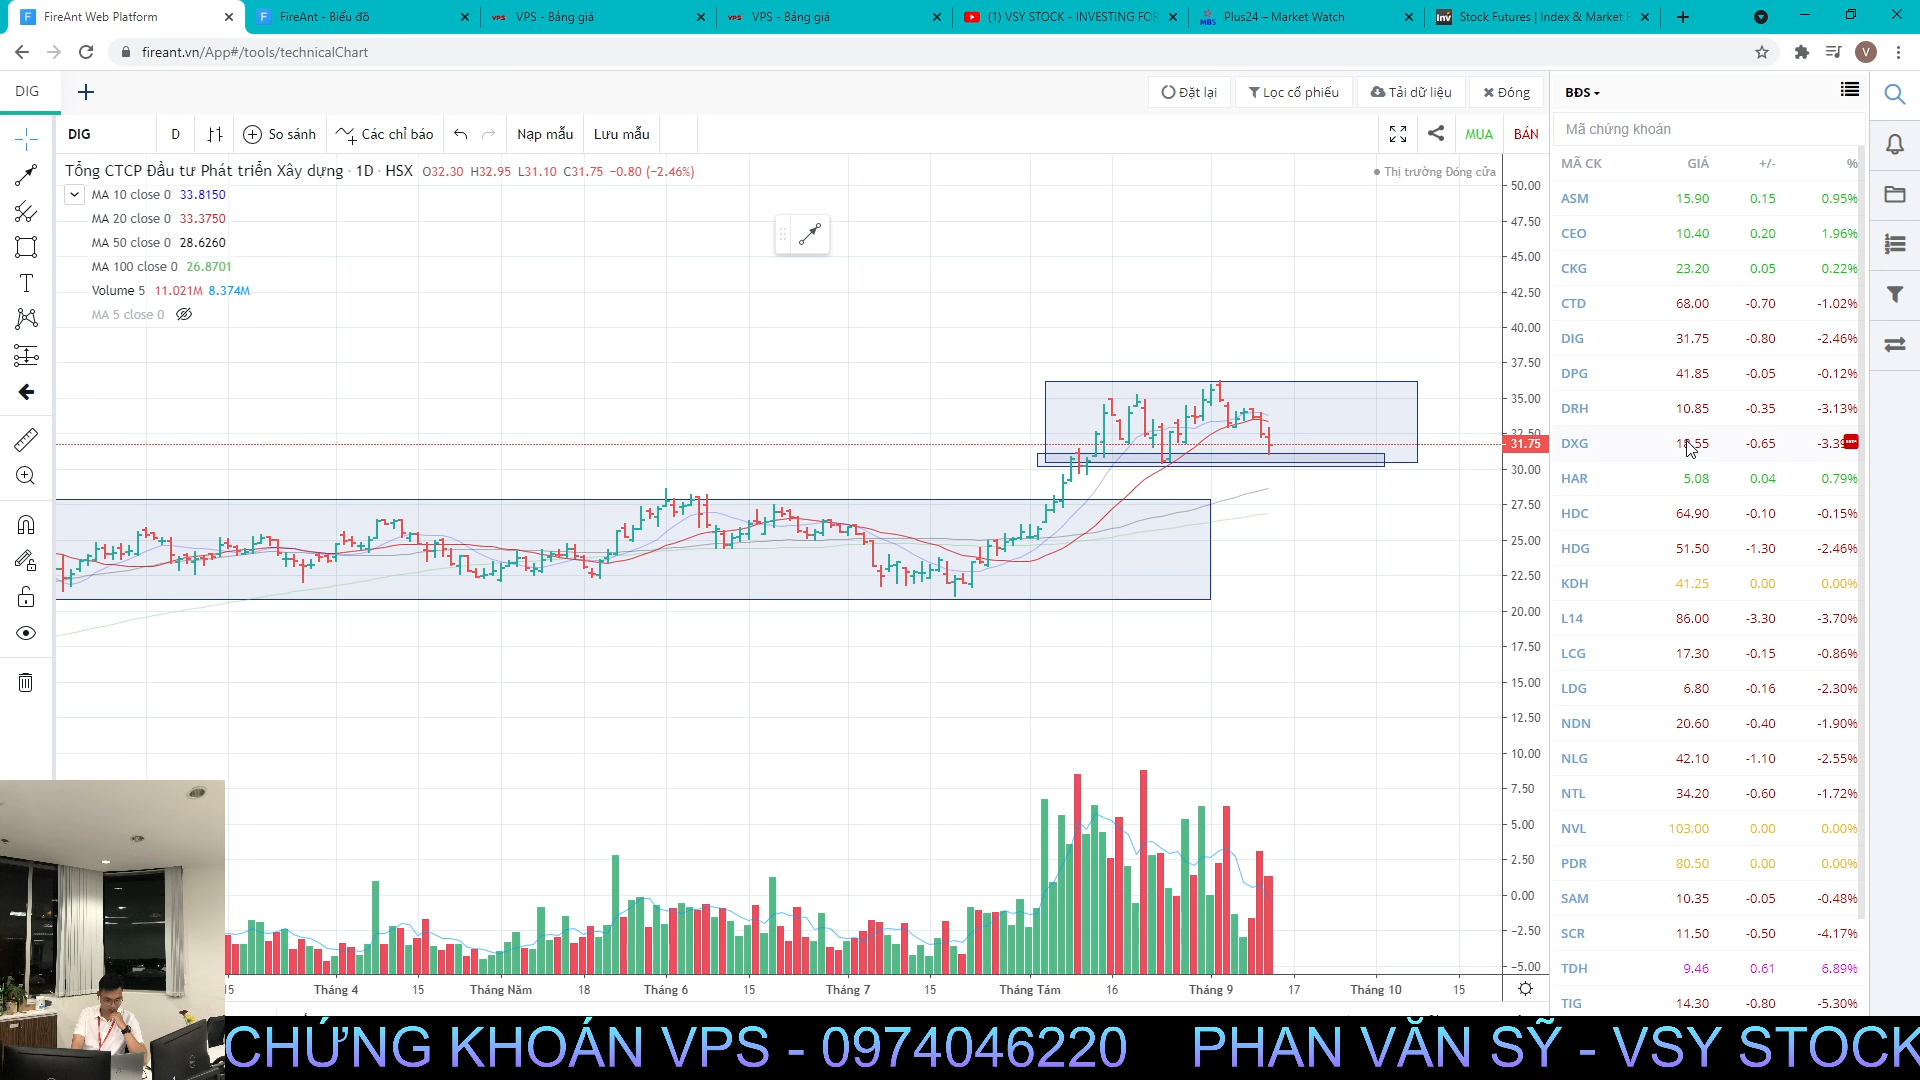 FireAnt Web Platform
FireAnt - Biểu đồ
VPS - Bảng giá
VPS - Bảng giá
(1) VSY STOCK - INVESTING FOR
Plus24 – Market Watch
Stock Futures | Index & Market F
fireant.vn/App#/tools/technicalChart
V
DIG
Đặt lại
Lọc cổ phiếu
Tải dữ liệu
Đóng
BĐS
DIG
D
So sánh
Các chỉ báo
Nạp mẫu
Lưu mẫu
MUA
BÁN
Mã chứng khoán
Tổng CTCP Đầu tư Phát triển Xây dựng · 1D · HSX O32.30 H32.95 L31.10 C31.75 −0.80 (−2.46%)
Thị trường Đóng cửa
MA 10 close 0 33.8150
MA 20 close 0 33.3750
MA 50 close 0 28.6260
MA 100 close 0 26.8701
Volume 5 11.021M 8.374M
MA 5 close 0
50.00
47.50
45.00
42.50
40.00
37.50
35.00
32.50
31.75
30.00
27.50
25.00
22.50
20.00
17.50
15.00
12.50
10.00
7.50
5.00
2.50
0.00
−2.50
−5.00
MÃ CK GIÁ +/- %
ASM 15.90 0.15 0.95%
CEO 10.40 0.20 1.96%
CKG 23.20 0.05 0.22%
CTD 68.00 -0.70 -1.02%
DIG 31.75 -0.80 -2.46%
DPG 41.85 -0.05 -0.12%
DRH 10.85 -0.35 -3.13%
DXG 18.55 -0.65
HAR 5.08 0.04 0.79%
HDC 64.90 -0.10 -0.15%
HDG 51.50 -1.30 -2.46%
KDH 41.25 0.00 0.00%
L14 86.00 -3.30 -3.70%
LCG 17.30 -0.15 -0.86%
LDG 6.80 -0.16 -2.30%
NDN 20.60 -0.40 -1.90%
NLG 42.10 -1.10 -2.55%
NTL 34.20 -0.60 -1.72%
NVL 103.00 0.00 0.00%
PDR 80.50 0.00 0.00%
SAM 10.35 -0.05 -0.48%
SCR 11.50 -0.50 -4.17%
TDH 9.46 0.61 6.89%
TIG 14.30 -0.80 -5.30%
Tháng 4 15 Tháng Năm 18 Tháng 6 15 Tháng 7 15 Tháng Tám 16 Tháng 9 17 Tháng 10 15
CHỨNG KHOÁN VPS - 0974046220 PHAN VĂN SỸ - VSY STOCK